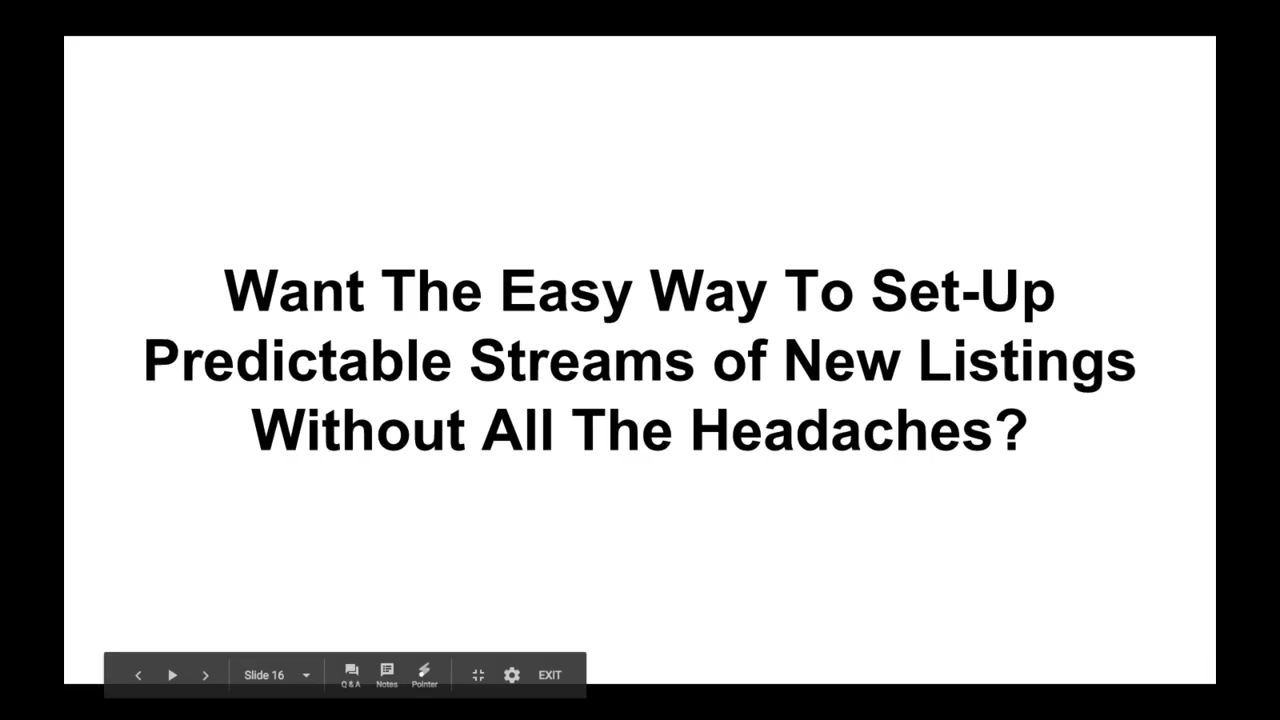 Want The Easy Way To Set-Up
Predictable Streams of New Listings
Without All The Headaches?
Slide 16
Q & A
Notes
Pointer
EXIT